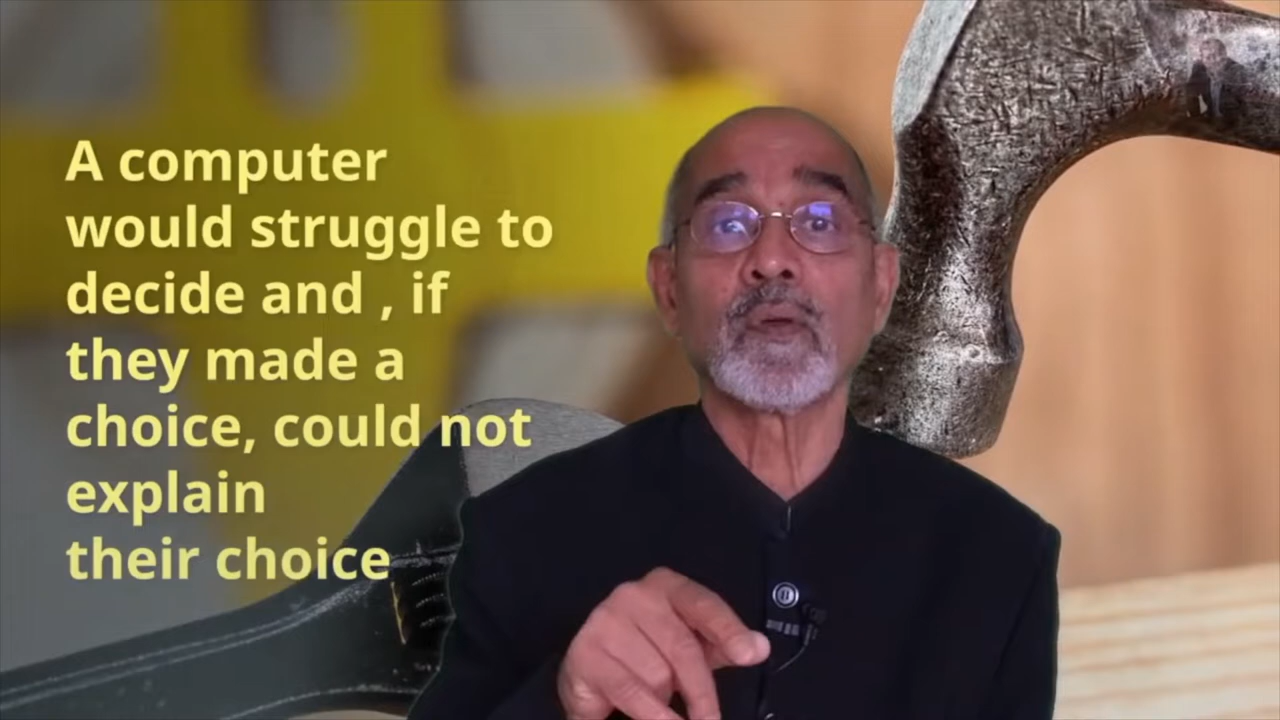 A computer
would struggle to
decide and , if
they made a
choice, could not
explain
their choice